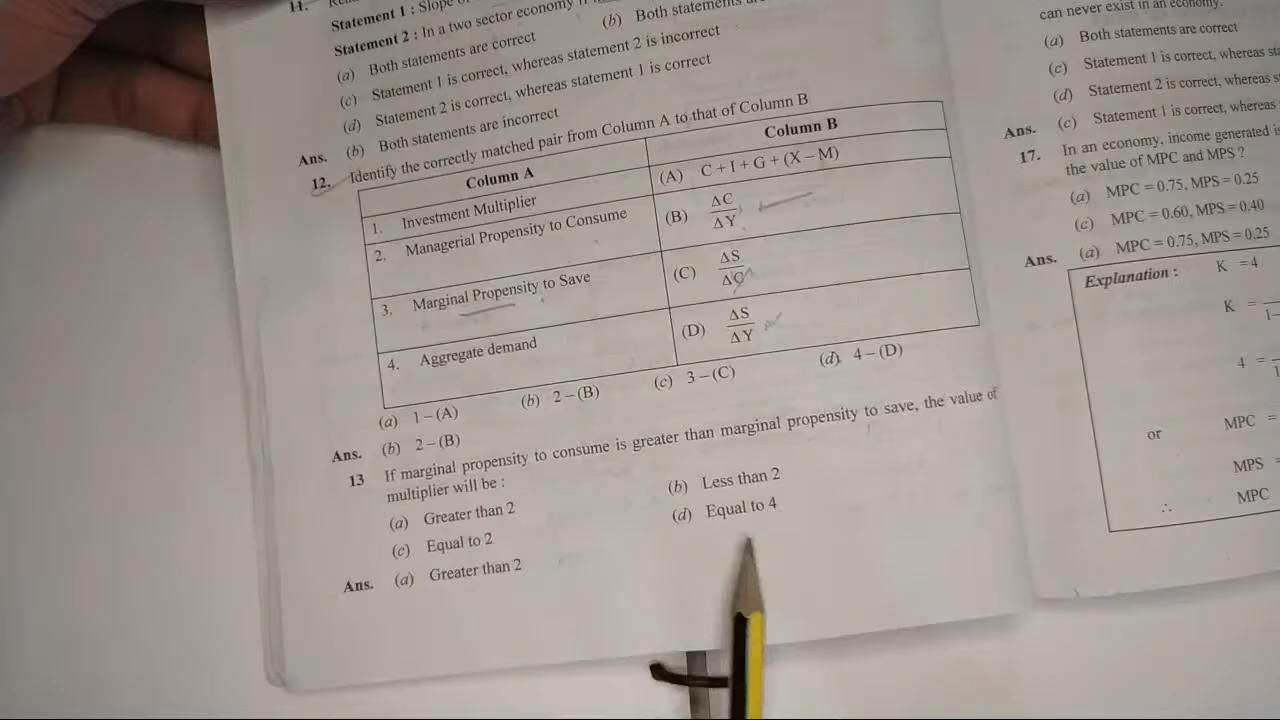 11.
Statement 1 : Slope
Statement 2 : In a two sector economy
(a) Both statements are correct
(b) Both statements
(c) Statement 1 is correct, whereas statement 2 is incorrect
(d) Statement 2 is correct, whereas statement 1 is correct
Ans. (b) Both statements are incorrect
12. Identify the correctly matched pair from Column A to that of Column B
Column A Column B
1. Investment Multiplier (A) C + I + G + (X – M)
2. Managerial Propensity to Consume (B) ΔC/ΔY
3. Marginal Propensity to Save (C) ΔS/ΔC
4. Aggregate demand (D) ΔS/ΔY
(a) 1 – (A) (b) 2 – (B) (c) 3 – (C) (d) 4 – (D)
Ans. (b) 2 – (B)
13 If marginal propensity to consume is greater than marginal propensity to save, the value of
multiplier will be :
(a) Greater than 2 (b) Less than 2
(c) Equal to 2 (d) Equal to 4
Ans. (a) Greater than 2
can never exist in an economy.
(a) Both statements are correct
(c) Statement 1 is correct, whereas
(d) Statement 2 is correct, whereas
Ans. (c) Statement 1 is correct, whereas
17. In an economy, income generated
the value of MPC and MPS ?
(a) MPC = 0.75, MPS = 0.25
(c) MPC = 0.60, MPS = 0.40
Ans. (a) MPC = 0.75, MPS = 0.25
Explanation : K = 4
K =
1–
4 =
1
or MPC =
MPS =
∴ MPC